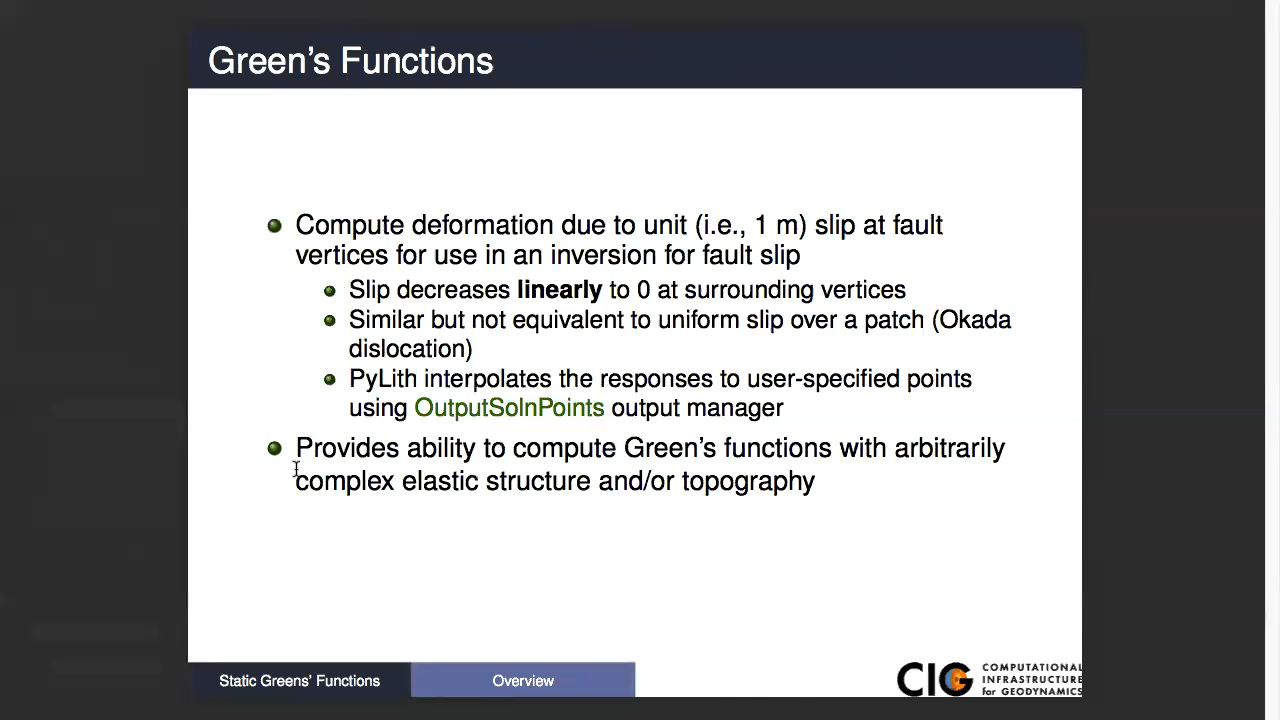 Green's Functions
Compute deformation due to unit (i.e., 1 m) slip at fault
vertices for use in an inversion for fault slip
Slip decreases linearly to 0 at surrounding vertices
Similar but not equivalent to uniform slip over a patch (Okada
dislocation)
PyLith interpolates the responses to user-specified points
using OutputSolnPoints output manager
Provides ability to compute Green's functions with arbitrarily
complex elastic structure and/or topography
Static Greens' Functions
Overview
CIG
COMPUTATIONAL
INFRASTRUCTURE
for GEODYNAMICS